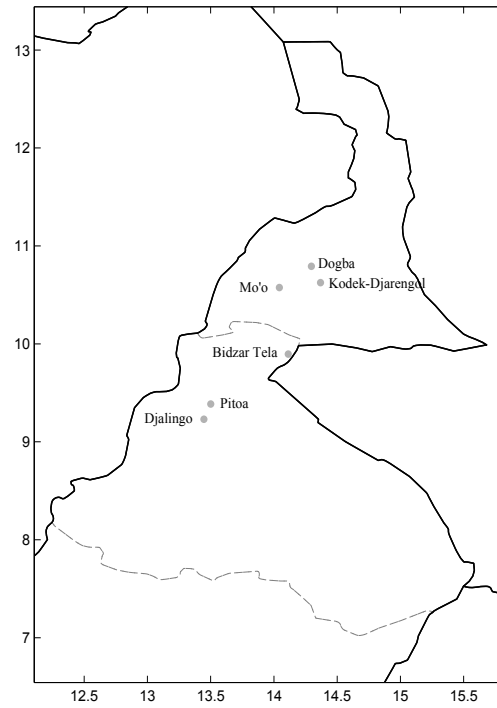 13
12
11
10
9
8
7
Dogba
Mo'o
Kodek-Djarengol
Bidzar Tela
Pitoa
Djalingo
12.5 13 13.5 14 14.5 15 15.5